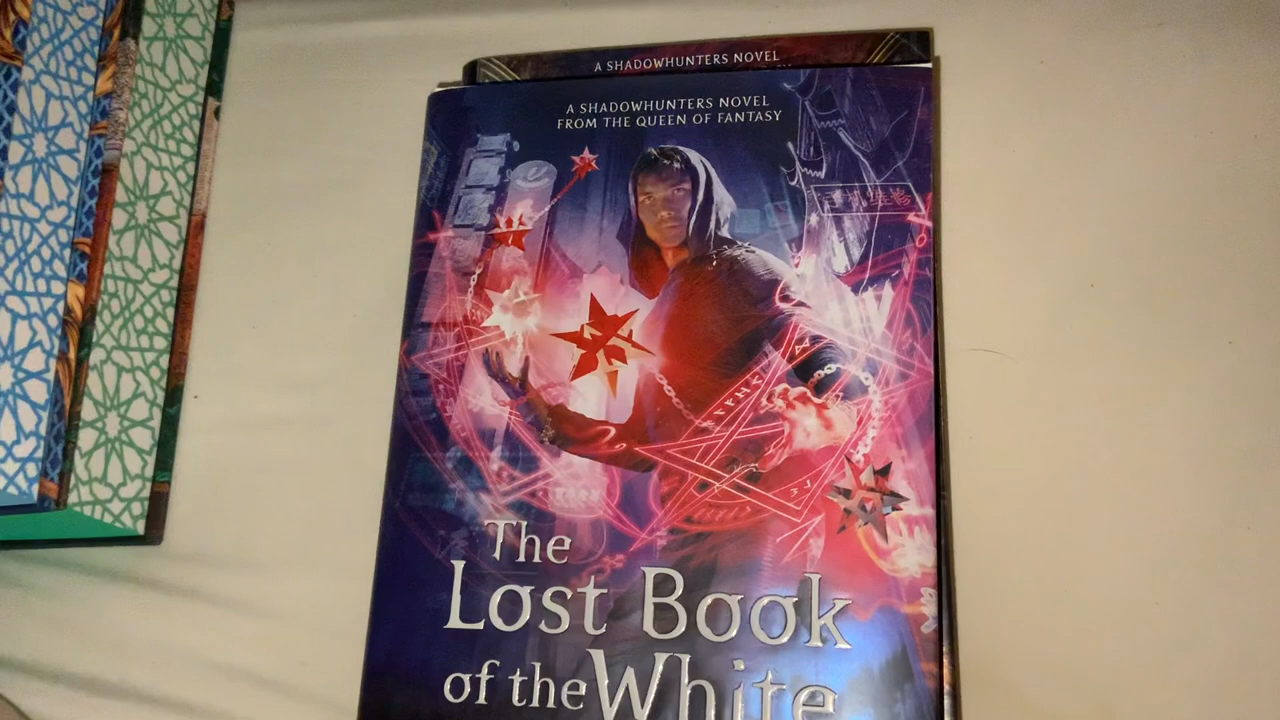 A SHADOWHUNTERS NOVEL
A SHADOWHUNTERS NOVEL
FROM THE QUEEN OF FANTASY
The
Lost Book
of the White